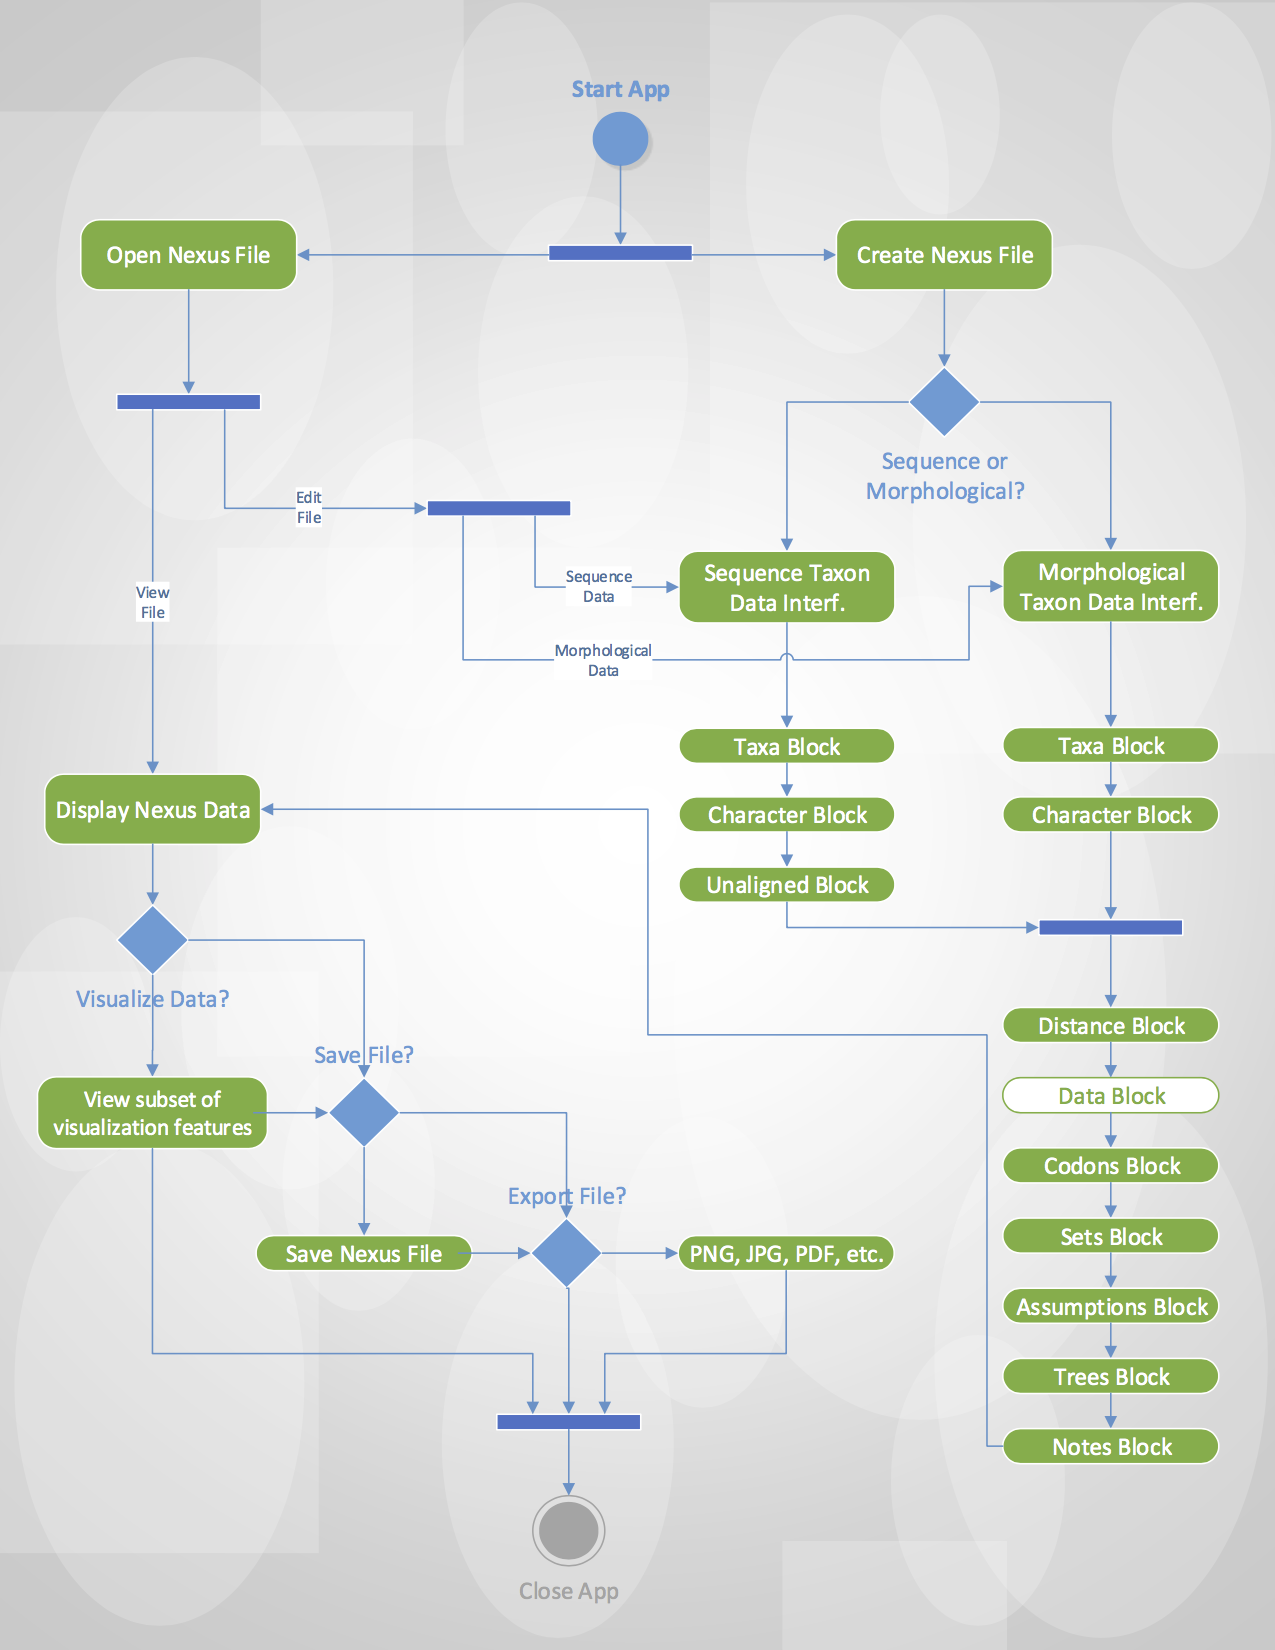 Start App
Open Nexus File
Create Nexus File
Sequence or
Morphological?
Edit
File
View
File
Sequence
Data
Sequence Taxon
Data Interf.
Morphological
Taxon Data Interf.
Morphological
Data
Taxa Block
Taxa Block
Display Nexus Data
Character Block
Character Block
Unaligned Block
Visualize Data?
Distance Block
Save File?
View subset of
visualization features
Data Block
Codons Block
Export File?
Sets Block
Save Nexus File
PNG, JPG, PDF, etc.
Assumptions Block
Trees Block
Notes Block
Close App